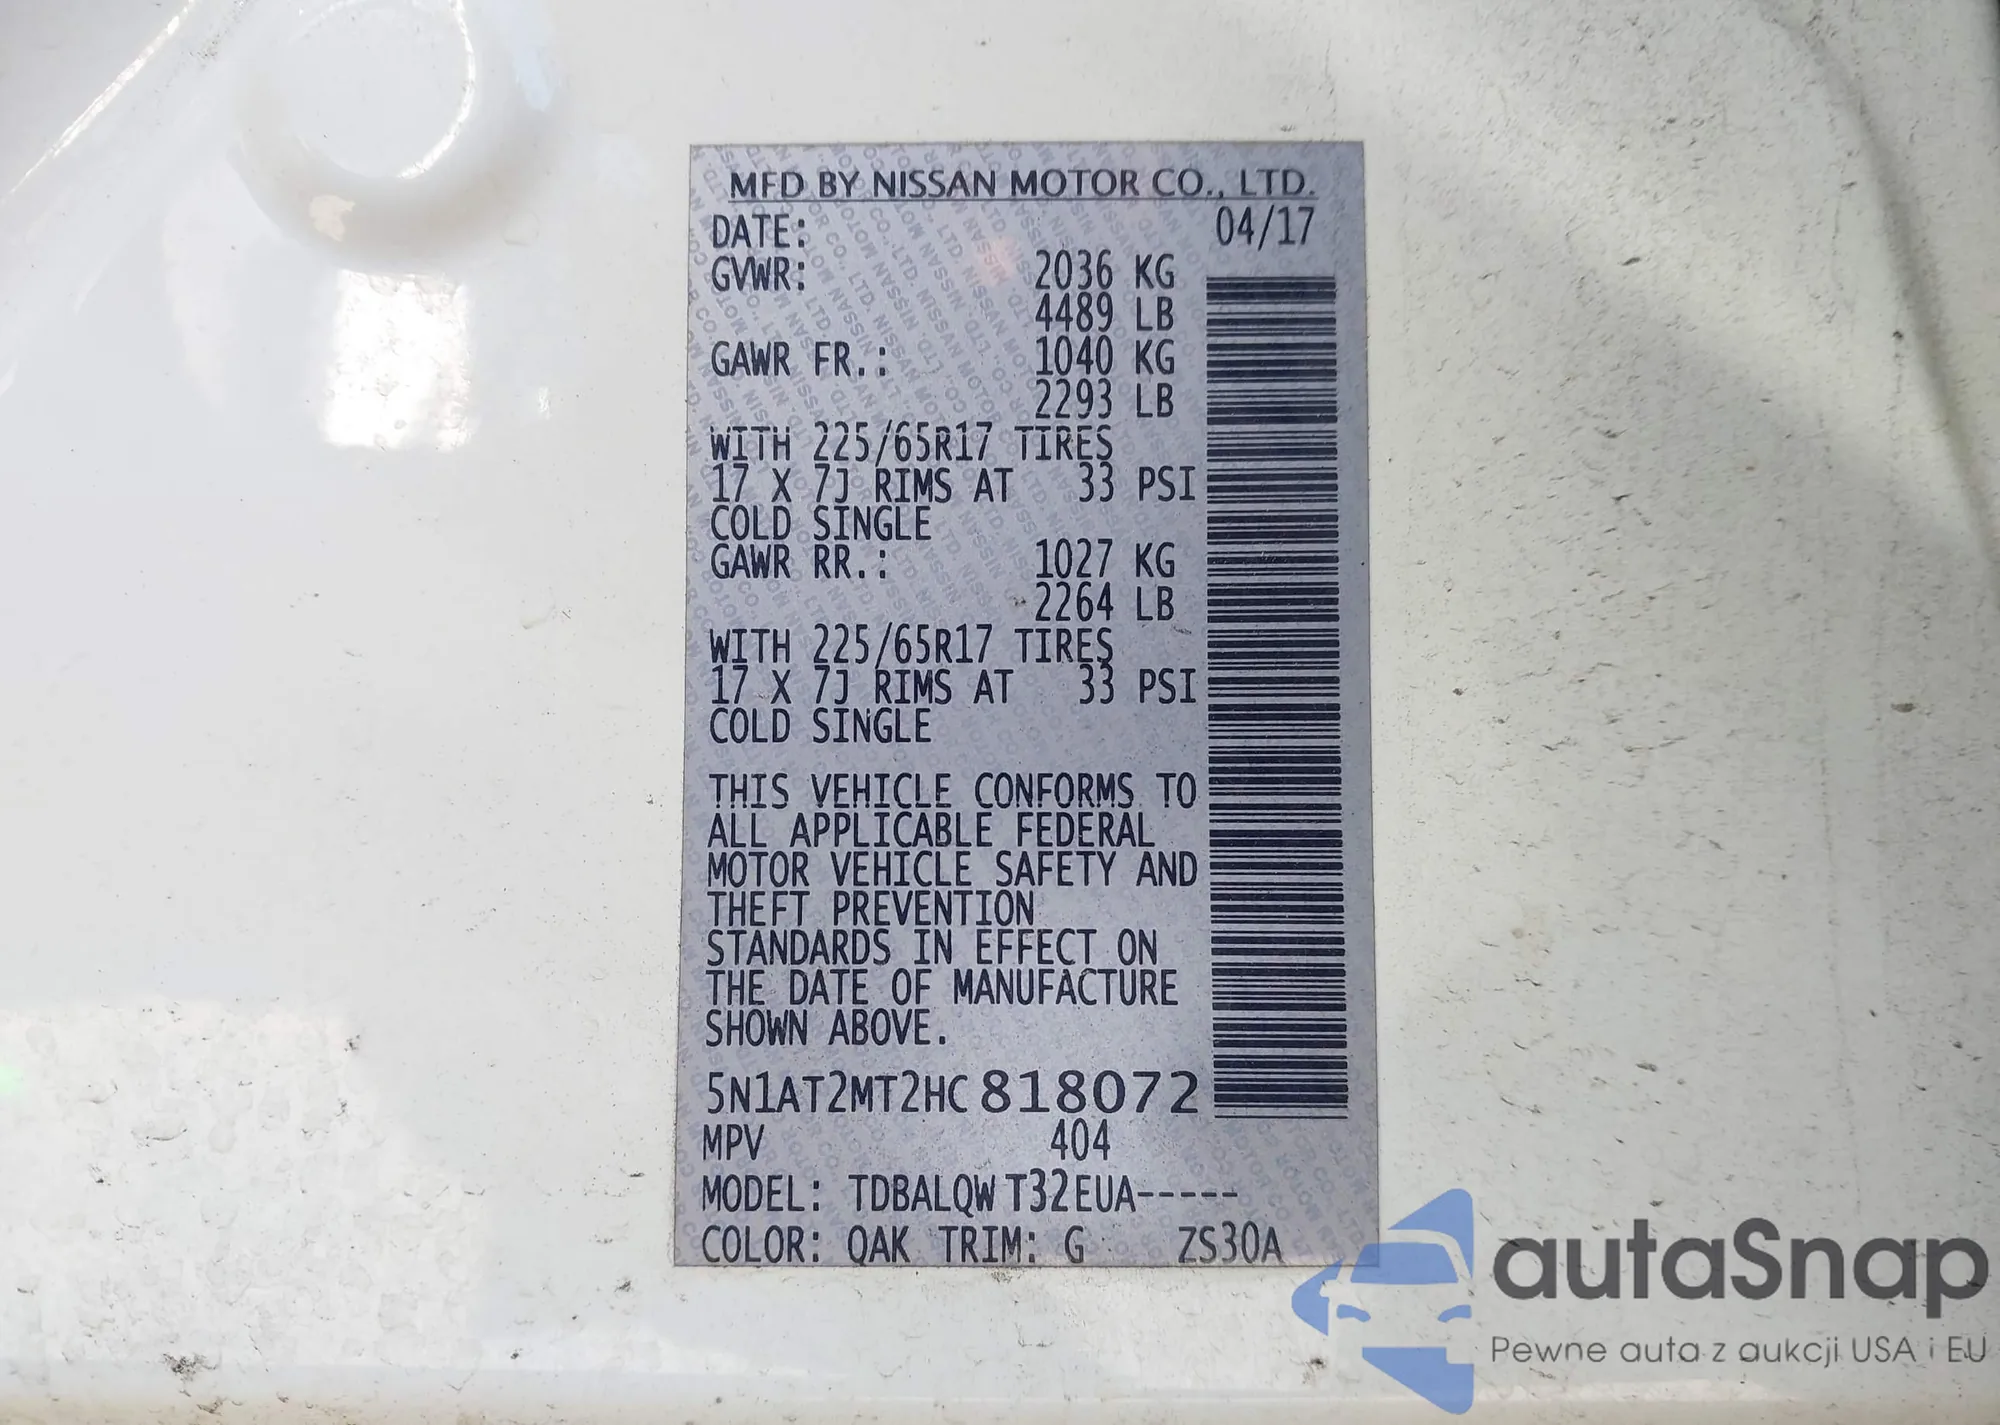 MFD BY NISSAN MOTOR CO., LTD.
DATE: 04/17
GVWR: 2036 KG
4489 LB
GAWR FR.: 1040 KG
2293 LB
WITH 225/65R17 TIRES
17 X 7J RIMS AT 33 PSI
COLD SINGLE
GAWR RR.: 1027 KG
2264 LB
WITH 225/65R17 TIRES
17 X 7J RIMS AT 33 PSI
COLD SINGLE
THIS VEHICLE CONFORMS TO
ALL APPLICABLE FEDERAL
MOTOR VEHICLE SAFETY AND
THEFT PREVENTION
STANDARDS IN EFFECT ON
THE DATE OF MANUFACTURE
SHOWN ABOVE.
5N1AT2MT2HC818072
MPV 404
MODEL: TDBALQW T32EUA-----
COLOR: QAK TRIM: G ZS30A
autaSnap
Pewne auta z aukcji USA i EU